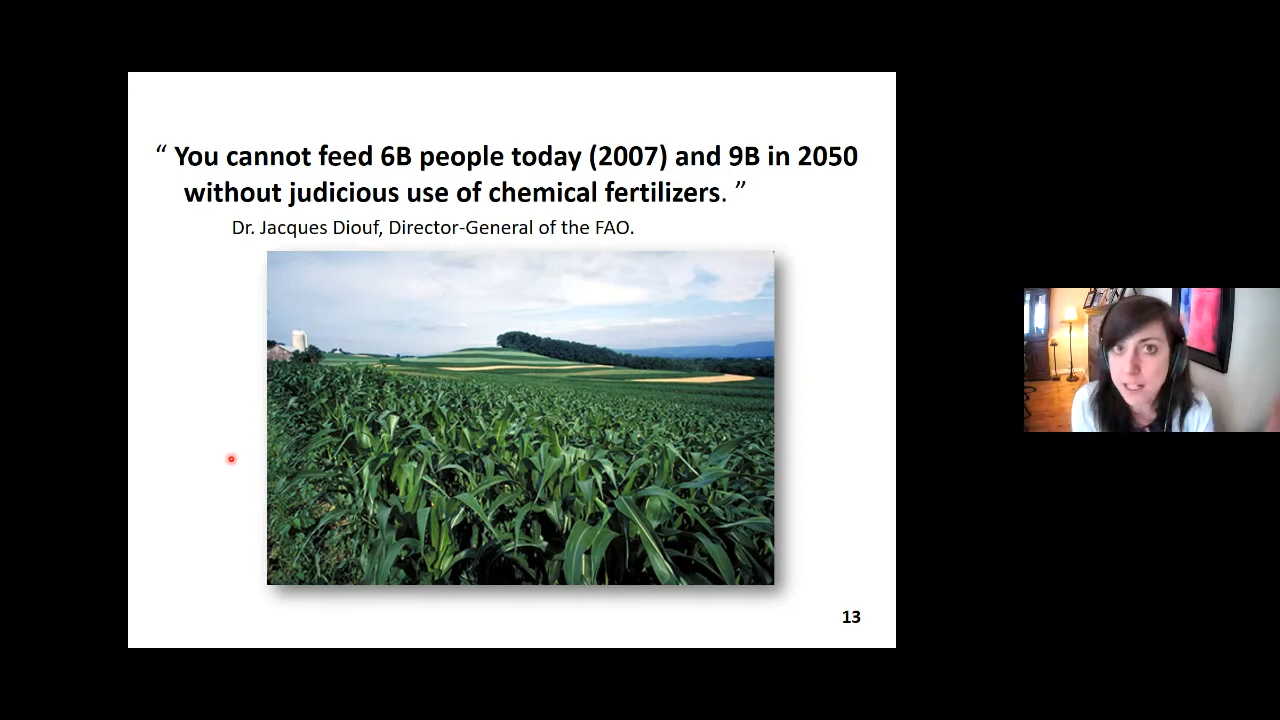 “ You cannot feed 6B people today (2007) and 9B in 2050
without judicious use of chemical fertilizers. ”
Dr. Jacques Diouf, Director-General of the FAO.
13